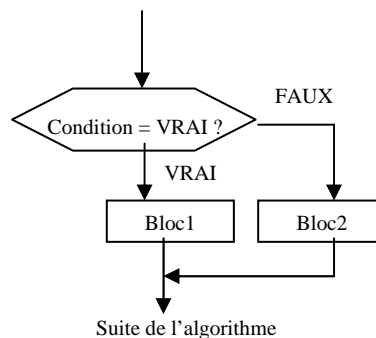 FAUX
Condition = VRAI ?
VRAI
Bloc1
Bloc2
Suite de l’algorithme